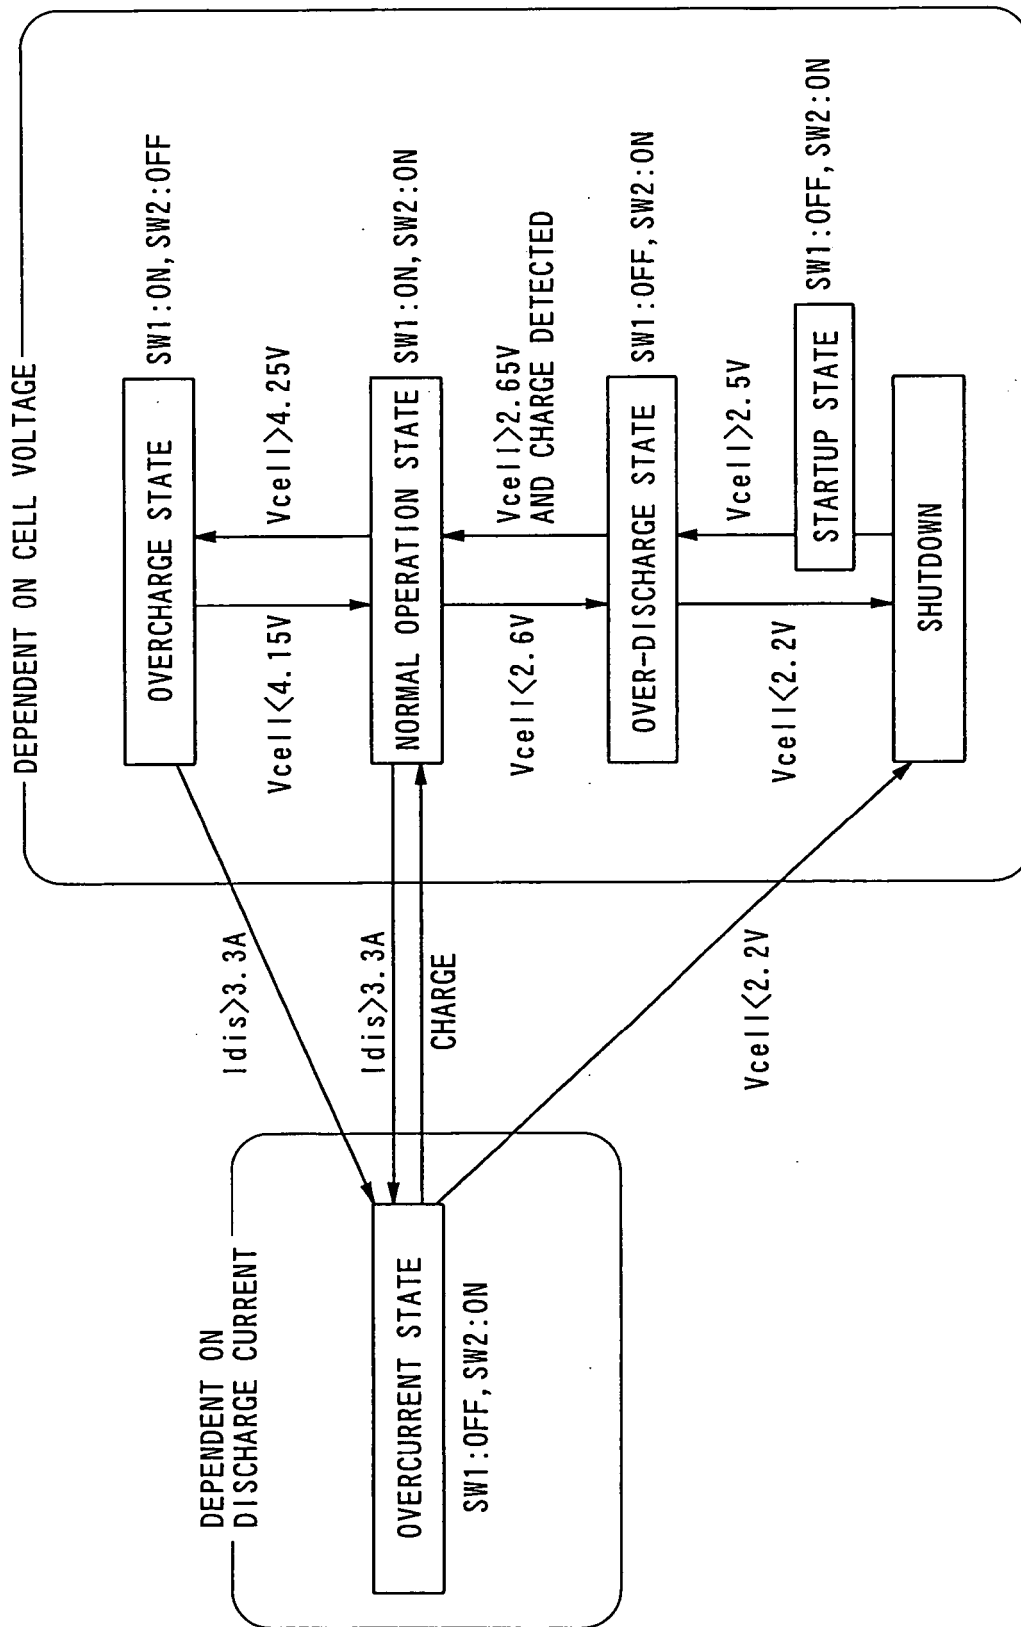 DEPENDENT ON CELL VOLTAGE
OVERCHARGE STATE
SW1:ON, SW2:OFF
Vcell<4.15V
Vcell>4.25V
NORMAL OPERATION STATE
SW1:ON, SW2:ON
Vcell<2.6V
Vcell>2.65V
AND CHARGE DETECTED
OVER-DISCHARGE STATE
SW1:OFF, SW2:ON
Vcell<2.2V
Vcell>2.5V
STARTUP STATE
SW1:OFF, SW2:ON
SHUTDOWN
Idis>3.3A
Idis>3.3A
CHARGE
Vcell<2.2V
DEPENDENT ON
DISCHARGE CURRENT
OVERCURRENT STATE
SW1:OFF, SW2:ON